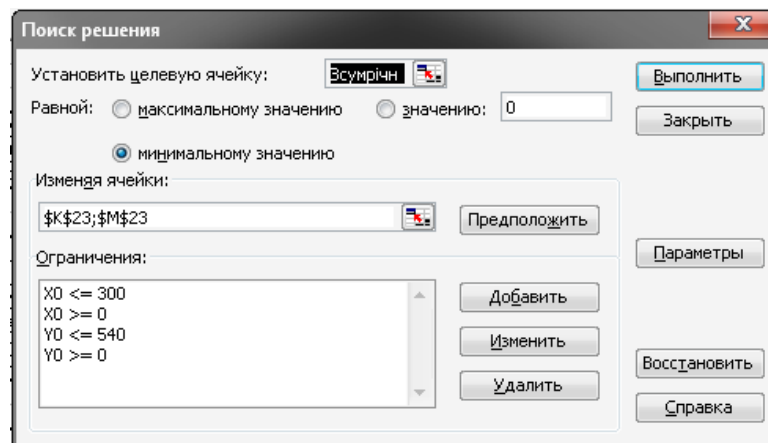 Поиск решения
X
Установить целевую ячейку: Всумрічн
Выполнить
Равной: максимальному значению значению: 0
Закрыть
минимальному значению
Изменяя ячейки:
$K$23;$M$23
Предположить
Ограничения:
Параметры
X0 <= 300
X0 >= 0
Y0 <= 540
Y0 >= 0
Добавить
Изменить
Удалить
Восстановить
Справка